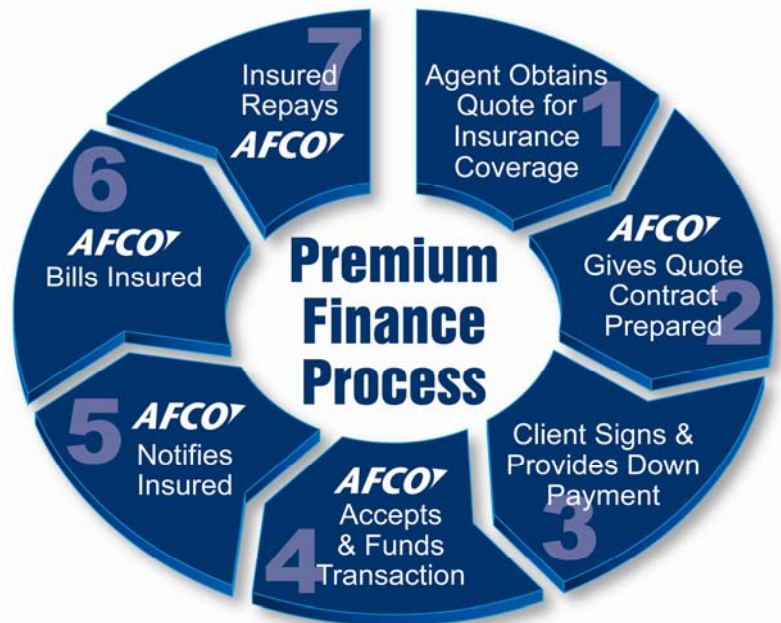 Premium
Finance
Process
1
Agent Obtains
Quote for
Insurance
Coverage
2
AFCO
Gives Quote
Contract
Prepared
3
Client Signs &
Provides Down
Payment
4
AFCO
Accepts
& Funds
Transaction
5
AFCO
Notifies
Insured
6
AFCO
Bills Insured
7
Insured
Repays
AFCO